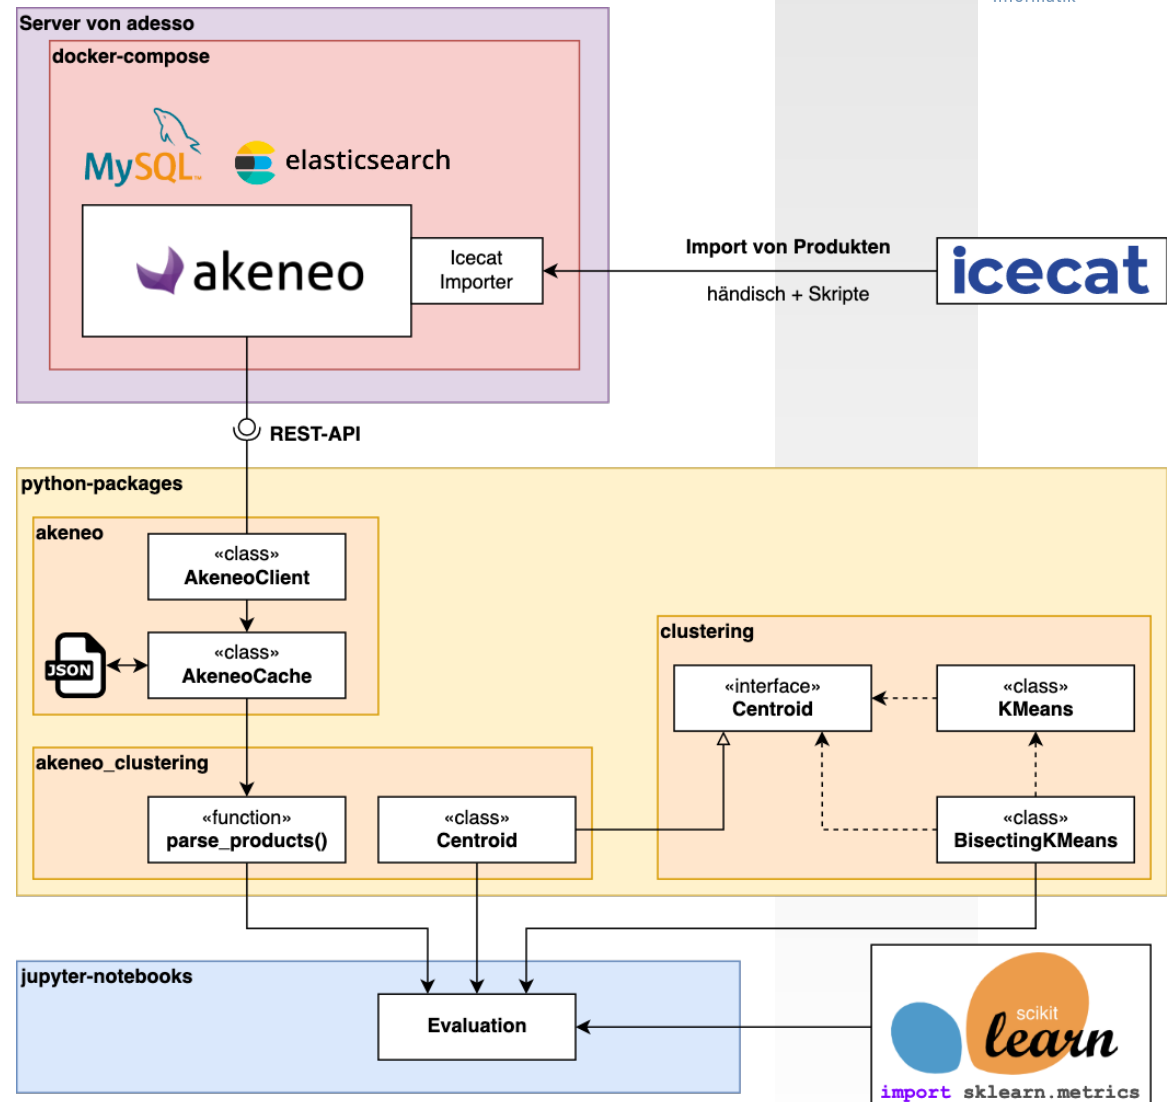 Informatik
Server von adesso
docker-compose
MySQL™
elasticsearch
akeneo
Icecat
Importer
Import von Produkten
händisch + Skripte
icecat
REST-API
python-packages
akeneo
«class»
AkeneoClient
JSON
«class»
AkeneoCache
clustering
«interface»
Centroid
«class»
KMeans
akeneo_clustering
«function»
parse_products()
«class»
Centroid
«class»
BisectingKMeans
jupyter-notebooks
Evaluation
scikit
learn
import sklearn.metrics